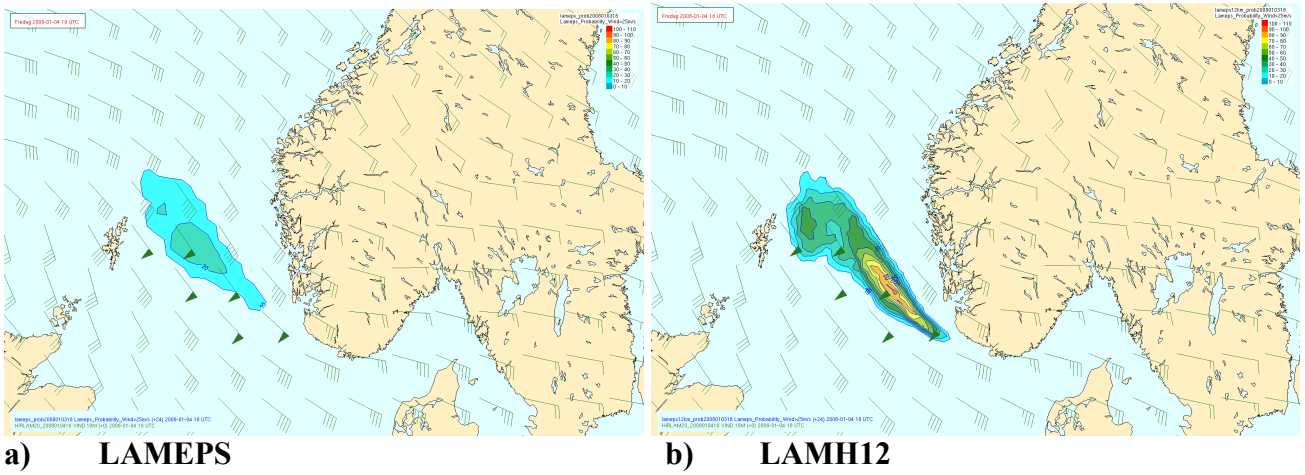 Fredag 2008-01-04 18 UTC
lameps_prob2008010318
Lameps_Probability_Wind>25m/s
100 - 110
90 - 100
80 - 90
70 - 80
60 - 70
50 - 60
40 - 50
30 - 40
20 - 30
10 - 20
0 - 10
lameps_prob2008010318 Lameps_Probability_Wind>25m/s (+24) 2008-01-04 18 UTC
HIRLAM20_2008010418 VIND.10M (+0) 2008-01-04 18 UTC
a) LAMEPS
Fredag 2008-01-04 18 UTC
lameps12km_prob2008010318
Lameps_Probability_Wind>25m/s
100 - 110
90 - 100
80 - 90
70 - 80
60 - 70
50 - 60
40 - 50
30 - 40
20 - 30
10 - 20
0 - 10
lameps12km_prob2008010318 Lameps_Probability_Wind>25m/s (+24) 2008-01-04 18 UTC
HIRLAM20_2008010418 VIND.10M (+0) 2008-01-04 18 UTC
b) LAMH12